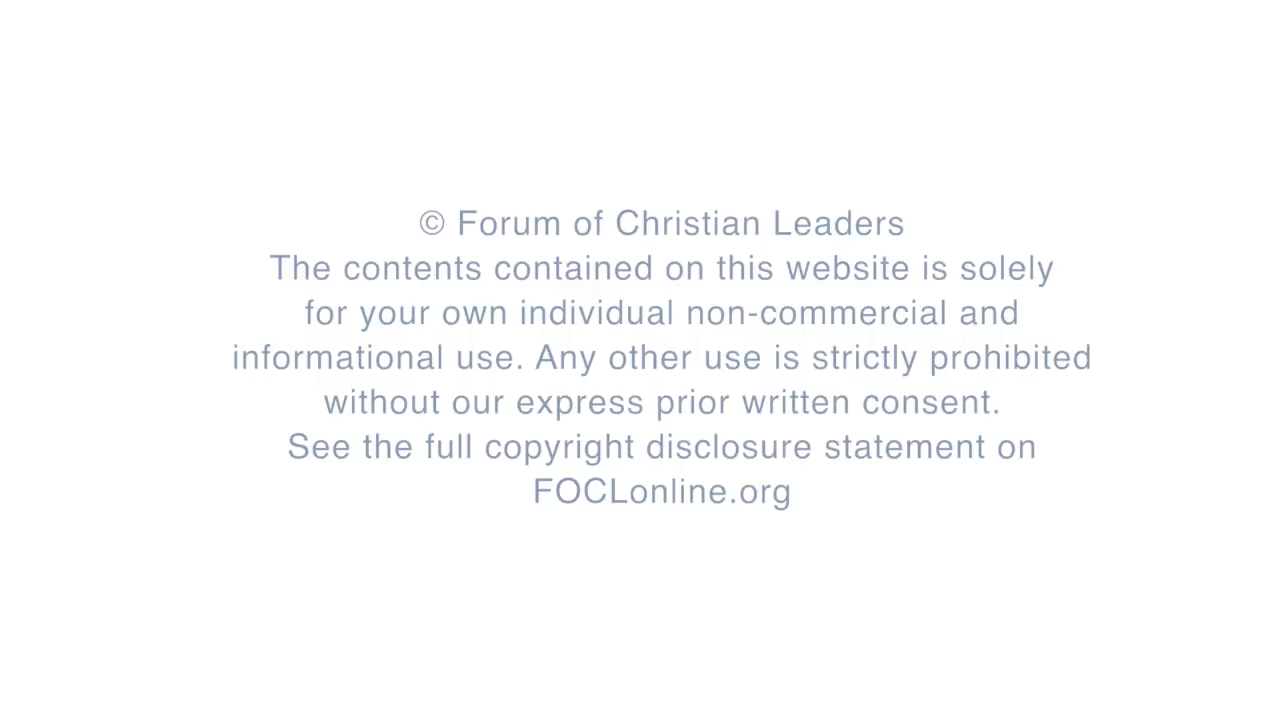 © Forum of Christian Leaders
The contents contained on this website is solely
for your own individual non-commercial and
informational use. Any other use is strictly prohibited
without our express prior written consent.
See the full copyright disclosure statement on
FOCLonline.org